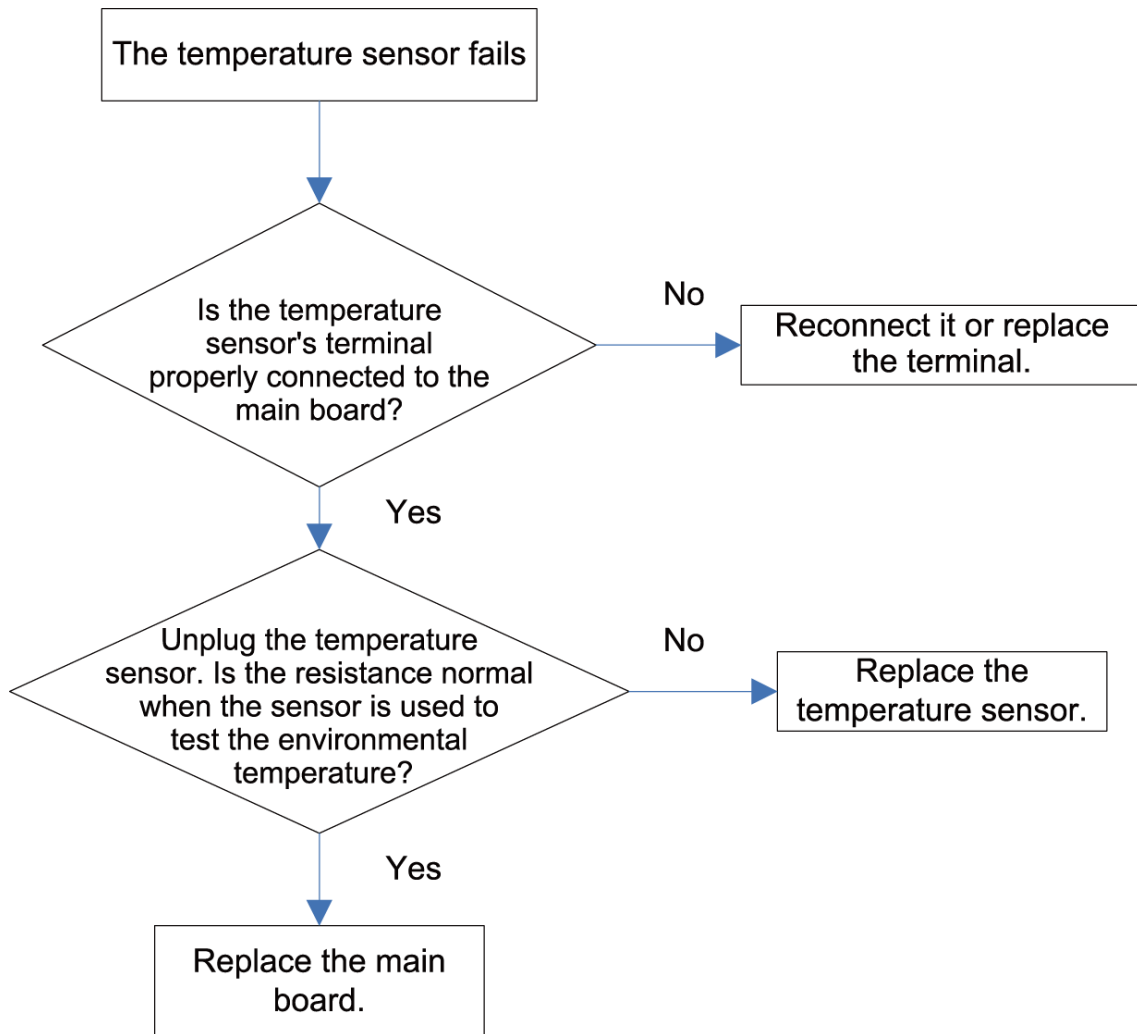 The temperature sensor fails
Is the temperature
sensor's terminal
properly connected to the
main board?
No
Reconnect it or replace
the terminal.
Yes
Unplug the temperature
sensor. Is the resistance normal
when the sensor is used to
test the environmental
temperature?
No
Replace the
temperature sensor.
Yes
Replace the main
board.